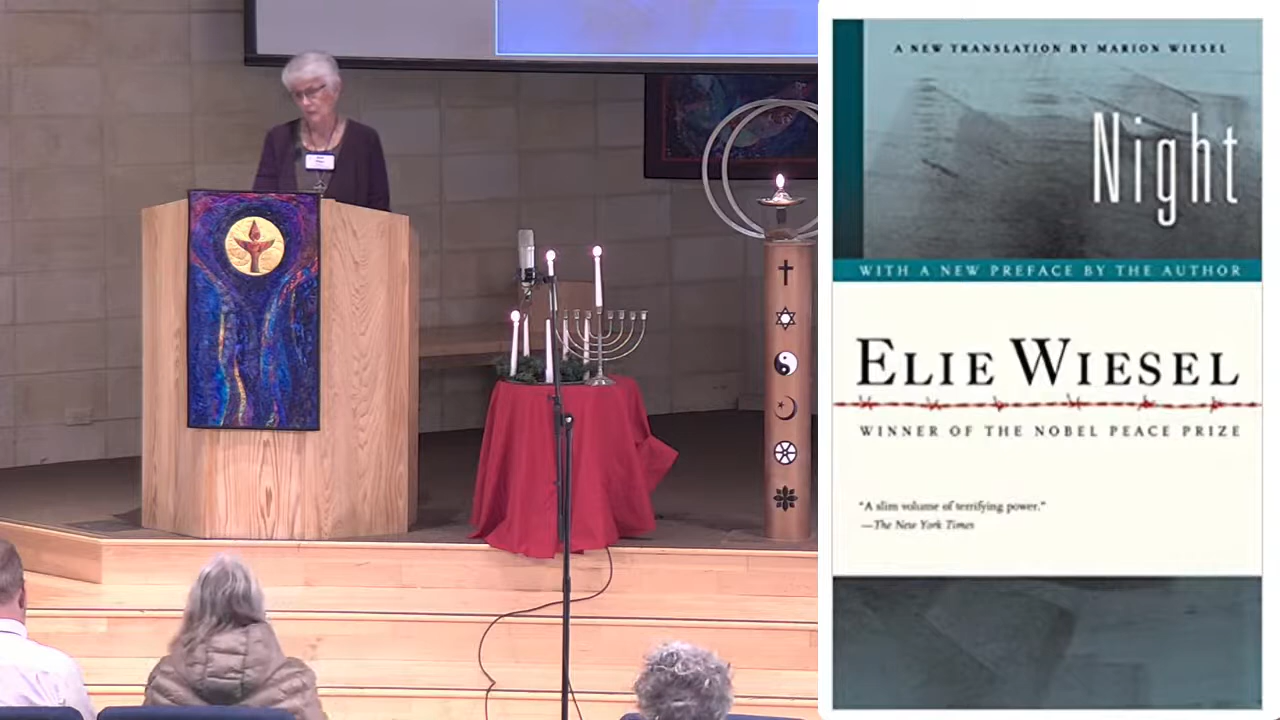 A NEW TRANSLATION BY MARION WIESEL
Night
WITH A NEW PREFACE BY THE AUTHOR
ELIE WIESEL
WINNER OF THE NOBEL PEACE PRIZE
"A slim volume of terrifying power."
—The New York Times